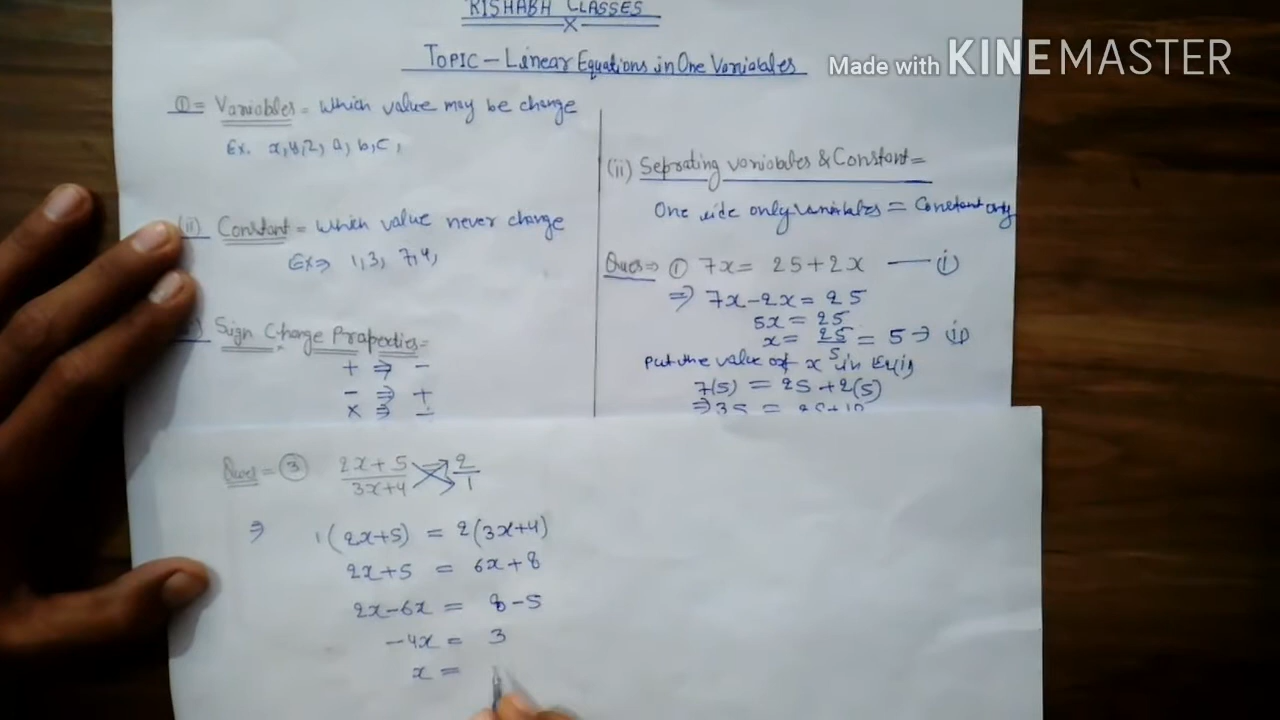 RISHABH CLASSES
X
TOPIC - Linear Equations in One Variables
Made with KINEMASTER
① = Variables = which value may be change
Ex. x, y, z, a, b, c,
(ii) Constant = which value never change
Ex ⇒ 1, 3, 7, 4,
Sign Change Properties =
+ ⇒ -
- ⇒ +
× ⇒ ÷
(ii) Seprating variables & Constant =
One side only variables = Constant only
Ques ⇒ ① 7x = 25 + 2x — (i)
⇒ 7x - 2x = 25
5x = 25
x = 25/5 = 5 → (ii)
Put the value of x in Eq (i)
7(5) = 25 + 2(5)
⇒ 35 = 25 + 10
Ques = ③ 2x + 5 / 3x + 4 = 2 / 1
⇒ 1(2x+5) = 2(3x+4)
2x + 5 = 6x + 8
2x - 6x = 8 - 5
-4x = 3
x =